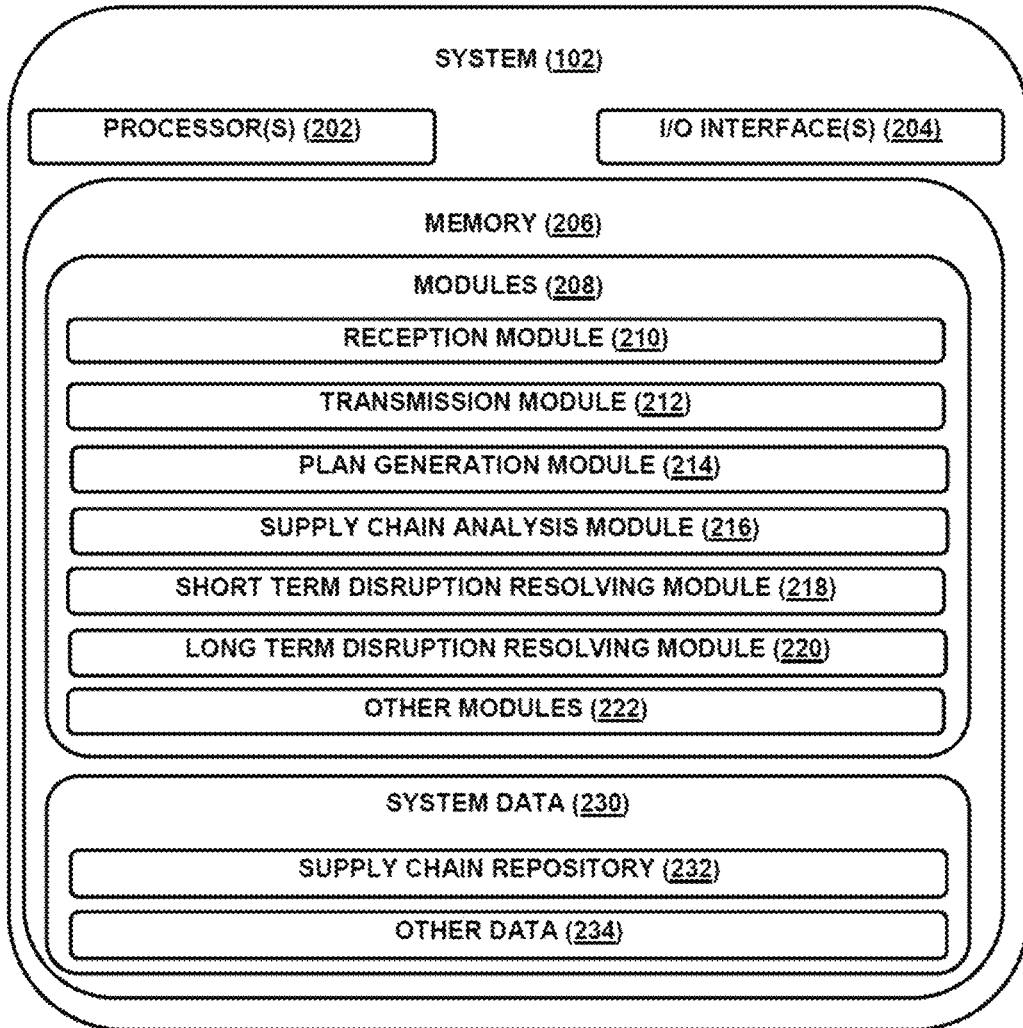 SYSTEM (102)
PROCESSOR(S) (202)
I/O INTERFACE(S) (204)
MEMORY (206)
MODULES (208)
RECEPTION MODULE (210)
TRANSMISSION MODULE (212)
PLAN GENERATION MODULE (214)
SUPPLY CHAIN ANALYSIS MODULE (216)
SHORT TERM DISRUPTION RESOLVING MODULE (218)
LONG TERM DISRUPTION RESOLVING MODULE (220)
OTHER MODULES (222)
SYSTEM DATA (230)
SUPPLY CHAIN REPOSITORY (232)
OTHER DATA (234)